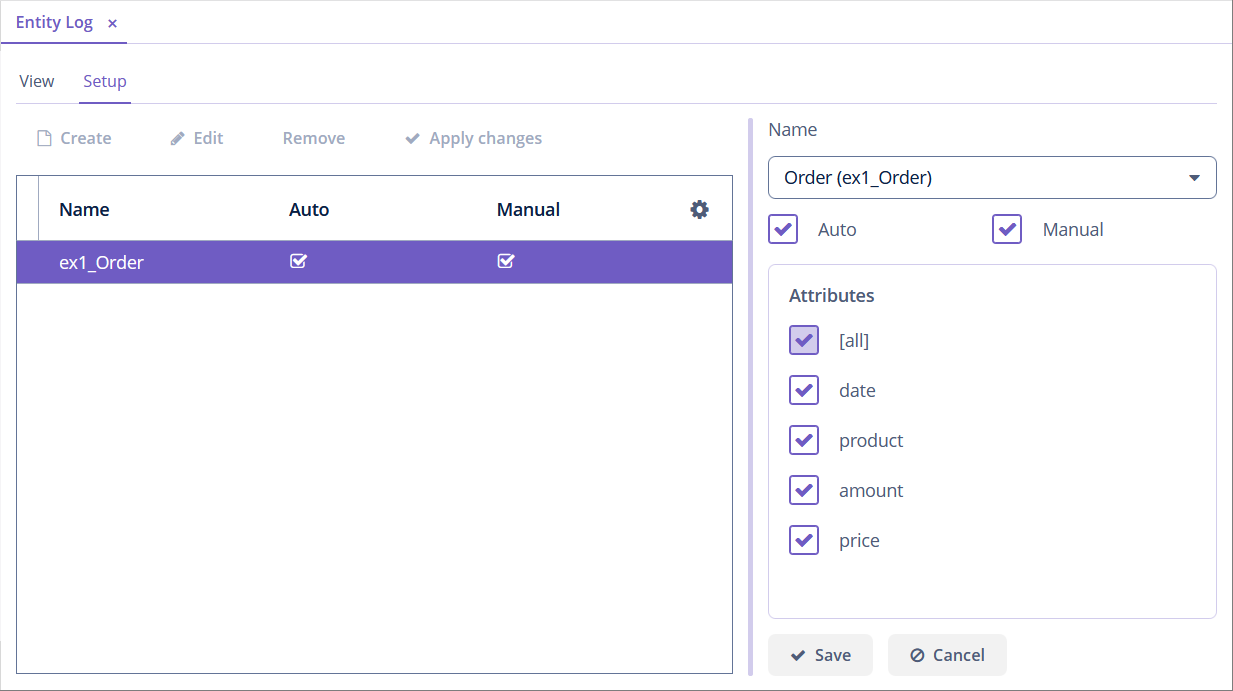 Entity Log
View Setup
Create Edit Remove Apply changes
Name Auto Manual
ex1_Order
Name
Order (ex1_Order)
Auto Manual
Attributes
[all]
date
product
amount
price
Save Cancel